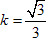 k = √3/3